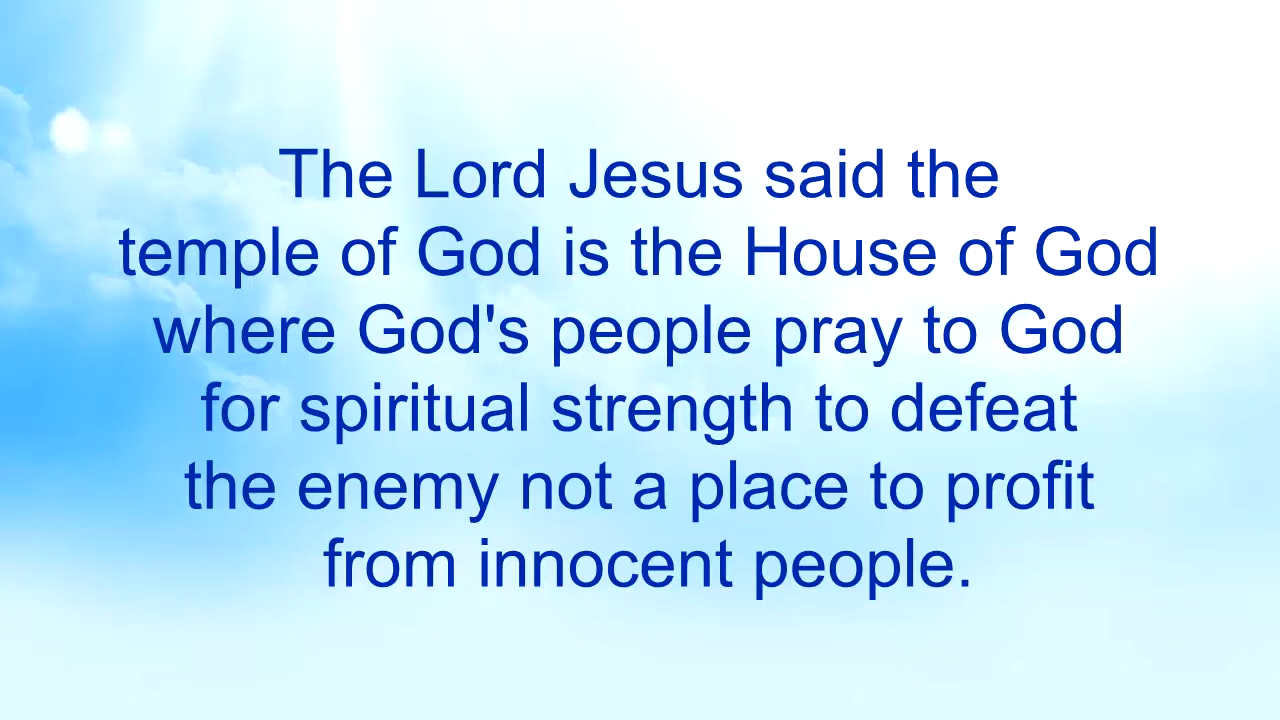 The Lord Jesus said the
temple of God is the House of God
where God's people pray to God
for spiritual strength to defeat
the enemy not a place to profit
from innocent people.